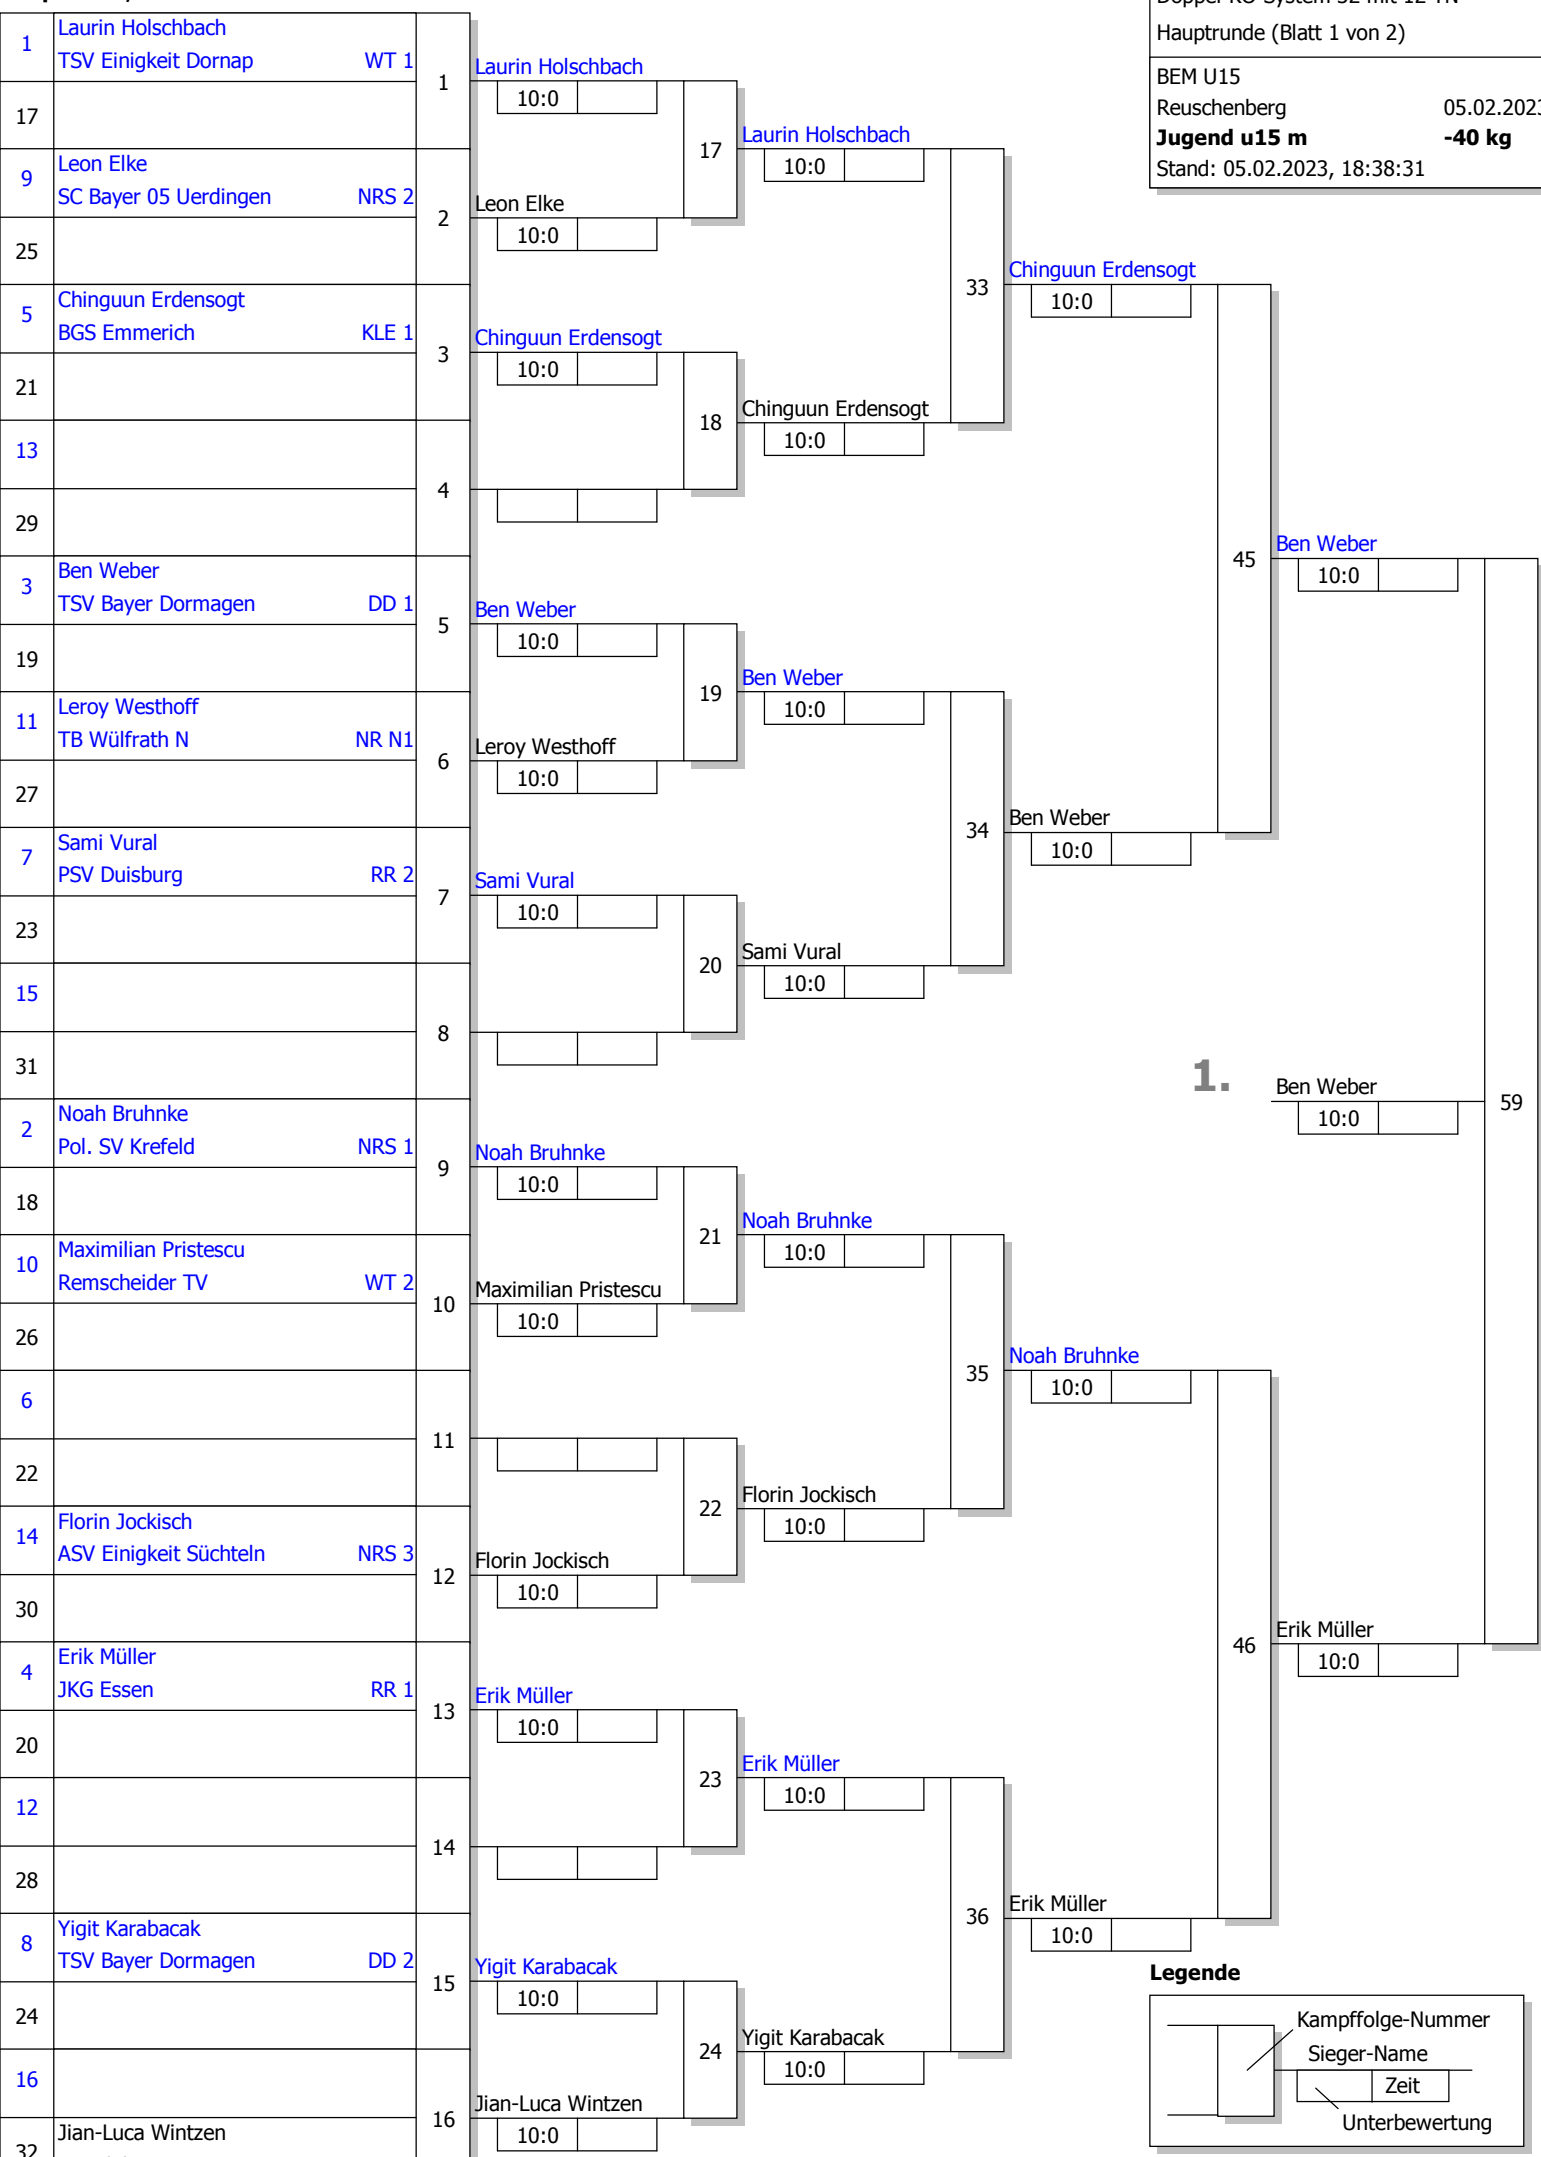 Hauptrunde (Blatt 1 von 2)
BEM U15
Reuschenberg 05.02.2023
Jugend u15 m -40 kg
Stand: 05.02.2023, 18:38:31
1 Laurin Holschbach
TSV Einigkeit Dornap WT 1
17
9 Leon Elke
SC Bayer 05 Uerdingen NRS 2
25
5 Chinguun Erdensogt
BGS Emmerich KLE 1
21
13
29
3 Ben Weber
TSV Bayer Dormagen DD 1
19
11 Leroy Westhoff
TB Wülfrath N NR N1
27
7 Sami Vural
PSV Duisburg RR 2
23
15
31
2 Noah Bruhnke
Pol. SV Krefeld NRS 1
18
10 Maximilian Pristescu
Remscheider TV WT 2
26
6
22
14 Florin Jockisch
ASV Einigkeit Süchteln NRS 3
30
4 Erik Müller
JKG Essen RR 1
20
12
28
8 Yigit Karabacak
TSV Bayer Dormagen DD 2
24
16
32 Jian-Luca Wintzen
1 Laurin Holschbach
10:0
2 Leon Elke
10:0
3 Chinguun Erdensogt
10:0
4
5 Ben Weber
10:0
6 Leroy Westhoff
10:0
7 Sami Vural
10:0
8
9 Noah Bruhnke
10:0
10 Maximilian Pristescu
10:0
11
12 Florin Jockisch
10:0
13 Erik Müller
10:0
14
15 Yigit Karabacak
10:0
16 Jian-Luca Wintzen
10:0
17 Laurin Holschbach
10:0
18 Chinguun Erdensogt
10:0
19 Ben Weber
10:0
20 Sami Vural
10:0
21 Noah Bruhnke
10:0
22 Florin Jockisch
10:0
23 Erik Müller
10:0
24 Yigit Karabacak
10:0
33 Chinguun Erdensogt
10:0
34 Ben Weber
10:0
35 Noah Bruhnke
10:0
36 Erik Müller
10:0
45 Ben Weber
10:0
46 Erik Müller
10:0
1. Ben Weber 59
10:0
Legende
Kampffolge-Nummer
Sieger-Name
Zeit
Unterbewertung